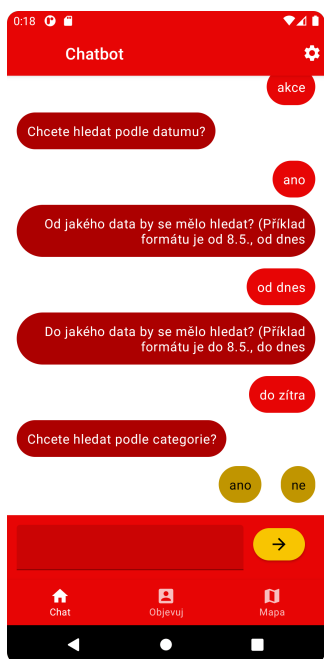 0:18
Chatbot
akce
Chcete hledat podle datumu?
ano
Od jakého data by se mělo hledat? (Příklad
formátu je od 8.5., od dnes
od dnes
Do jakého data by se mělo hledat? (Příklad
formátu je do 8.5., do dnes
do zítra
Chcete hledat podle categorie?
ano ne
Chat Objevuj Mapa